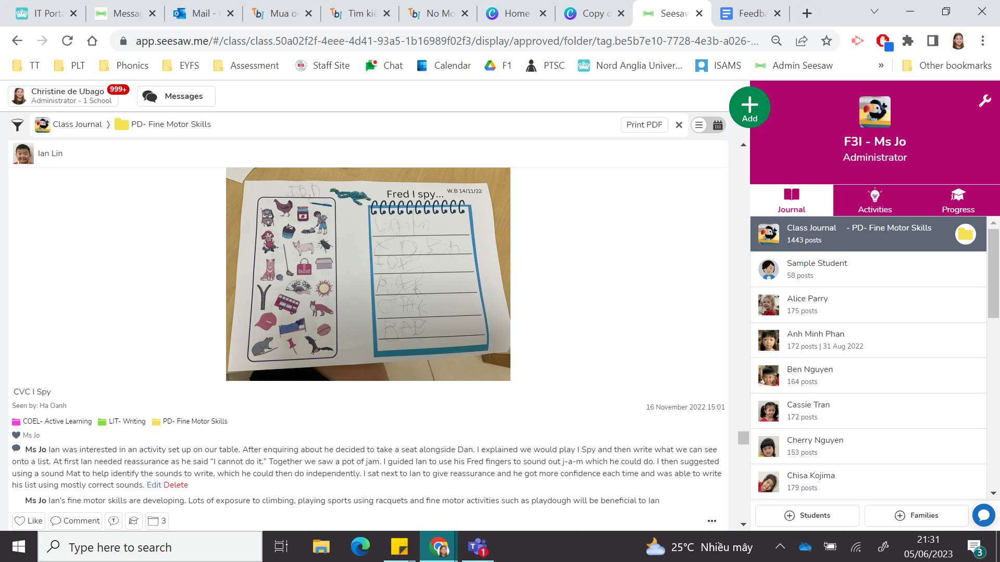 IT Porta
Messag
Mail -
Mua o
Tìm kiế
No Mo
Home
Copy o
Seesaw
Feedba
app.seesaw.me/#/class/class.50a02f2f-4eee-4d41-93a5-1b16989f02f3/display/approved/folder/tag.be5b7e10-7728-4e3b-a026-...
TT PLT Phonics EYFS Assessment Staff Site Chat Calendar F1 PTSC Nord Anglia Univer... ISAMS Admin Seesaw » Other bookmarks
Christine de Ubago 999+
Administrator - 1 School
Messages
Class Journal 〉 PD- Fine Motor Skills
Print PDF
Add
F3I - Ms Jo
Administrator
Journal Activities Progress
Ian Lin
Ian
Fred I spy... W.B 14/11/22
fox
CVC I Spy
Seen by: Ha Oanh
16 November 2022 15:01
COEL- Active Learning LIT- Writing PD- Fine Motor Skills
Ms Jo
Ms Jo Ian was interested in an activity set up on our table. After enquiring about he decided to take a seat alongside Dan. I explained we would play I Spy and then write what we can see
onto a list. At first Ian needed reassurance as he said “I cannot do it.” Together we saw a pot of jam. I guided Ian to use his Fred fingers to sound out j-a-m which he could do. I then suggested
using a sound Mat to help identify the sounds to write, which he could then do independently. I sat next to Ian to give reassurance and he got more confidence each time and was able to write
his list using mostly correct sounds. Edit Delete
Ms Jo Ian’s fine motor skills are developing. Lots of exposure to climbing, playing sports using racquets and fine motor activities such as playdough will be beneficial to Ian
Like Comment T 3 ...
Class Journal - PD- Fine Motor Skills
1443 posts
Sample Student
58 posts
Alice Parry
175 posts
Anh Minh Phan
172 posts | 31 Aug 2022
Ben Nguyen
164 posts
Cassie Tran
172 posts
Cherry Nguyen
153 posts
Chisa Kojima
179 posts
Students Families
Type here to search
1
25°C Nhiều mây
21:31
05/06/2023
3